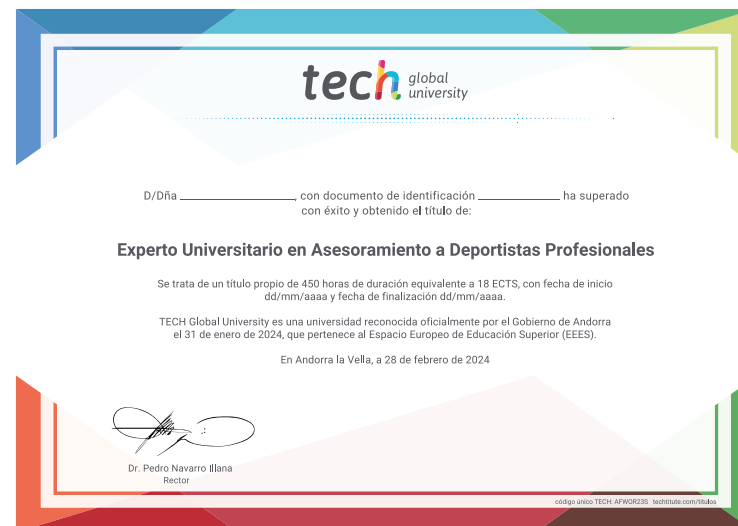 tech global
university
D/Dña ____________, con documento de identificación ____________ ha superado
con éxito y obtenido el título de:
Experto Universitario en Asesoramiento a Deportistas Profesionales
Se trata de un título propio de 450 horas de duración equivalente a 18 ECTS, con fecha de inicio
dd/mm/aaaa y fecha de finalización dd/mm/aaaa.
TECH Global University es una universidad reconocida oficialmente por el Gobierno de Andorra
el 31 de enero de 2024, que pertenece al Espacio Europeo de Educación Superior (EEES).
En Andorra la Vella, a 28 de febrero de 2024
Dr. Pedro Navarro Illana
Rector
código único TECH: AFWOR23S techtitute.com/titulos